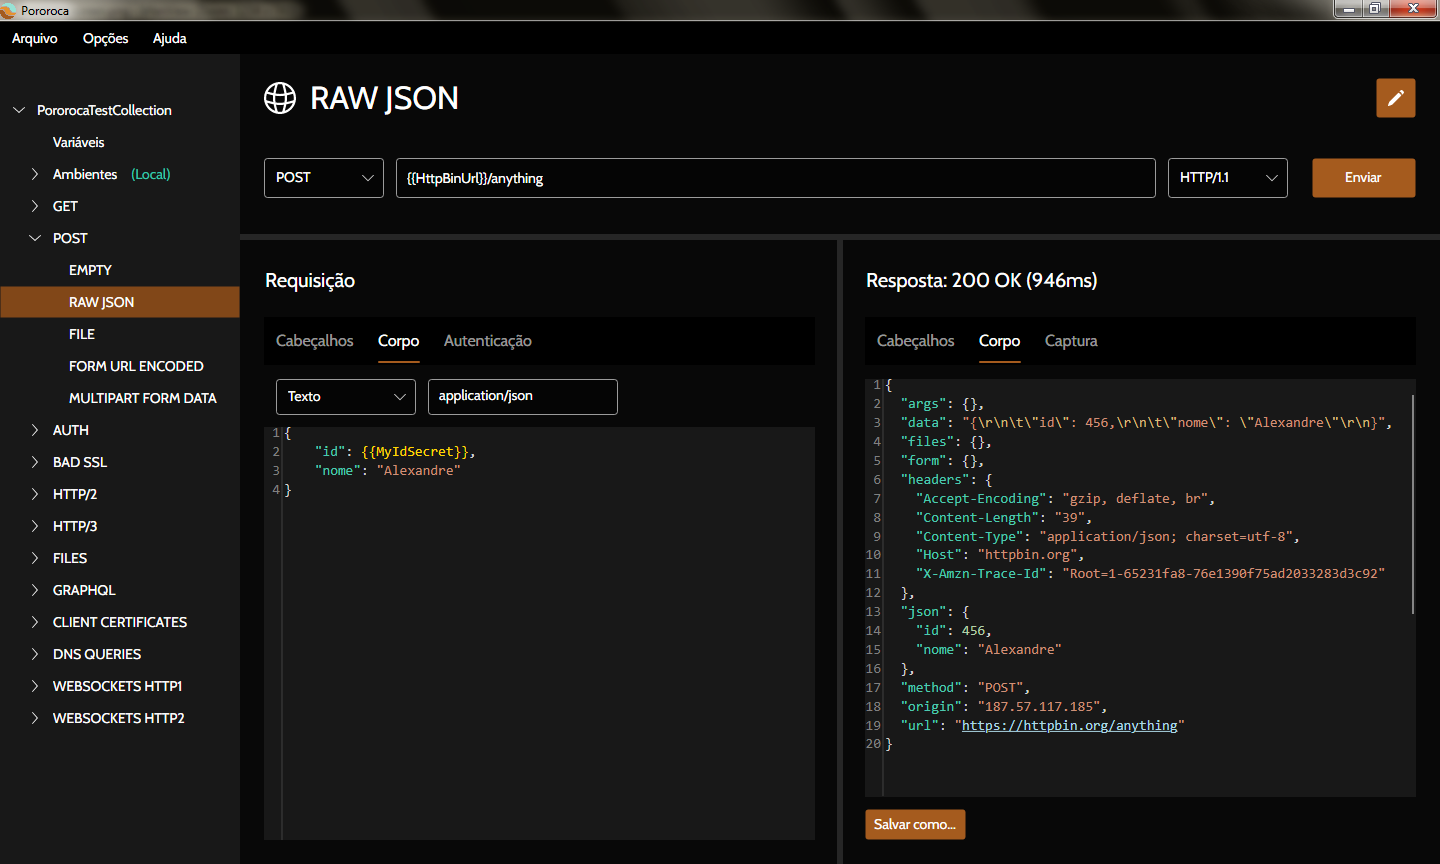 Pororoca
Arquivo Opções Ajuda
PororocaTestCollection
Variáveis
Ambientes (Local)
GET
POST
EMPTY
RAW JSON
FILE
FORM URL ENCODED
MULTIPART FORM DATA
AUTH
BAD SSL
HTTP/2
HTTP/3
FILES
GRAPHQL
CLIENT CERTIFICATES
DNS QUERIES
WEBSOCKETS HTTP1
WEBSOCKETS HTTP2
RAW JSON
POST {{HttpBinUrl}}/anything HTTP/1.1 Enviar
Requisição
Cabeçalhos Corpo Autenticação
Texto application/json
1 {
2 "id": {{MyIdSecret}},
3 "nome": "Alexandre"
4 }
Resposta: 200 OK (946ms)
Cabeçalhos Corpo Captura
1 {
2 "args": {},
3 "data": "{\r\n\t\"id\": 456,\r\n\t\"nome\": \"Alexandre\"\r\n}",
4 "files": {},
5 "form": {},
6 "headers": {
7 "Accept-Encoding": "gzip, deflate, br",
8 "Content-Length": "39",
9 "Content-Type": "application/json; charset=utf-8",
10 "Host": "httpbin.org",
11 "X-Amzn-Trace-Id": "Root=1-65231fa8-76e1390f75ad2033283d3c92"
12 },
13 "json": {
14 "id": 456,
15 "nome": "Alexandre"
16 },
17 "method": "POST",
18 "origin": "187.57.117.185",
19 "url": "https://httpbin.org/anything"
20 }
Salvar como...